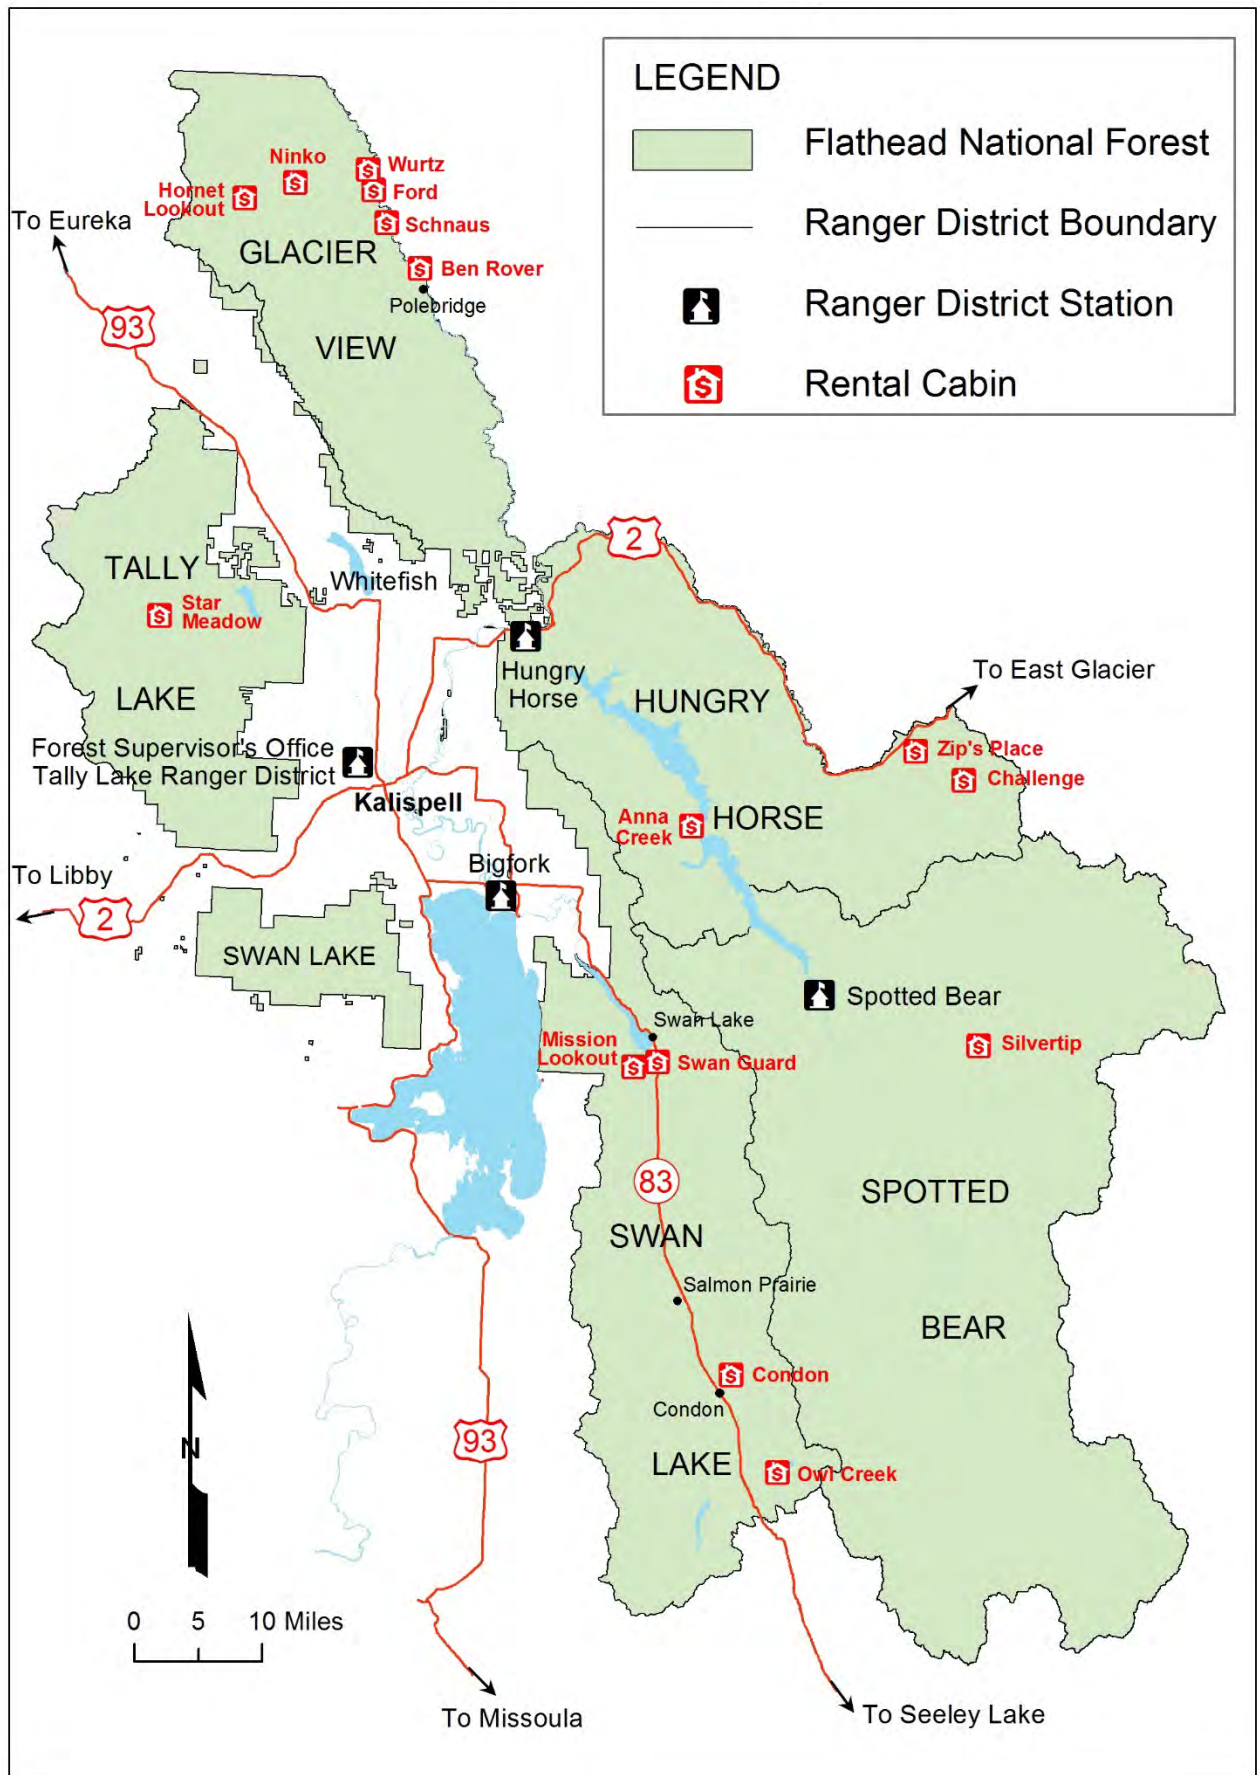 LEGEND
Flathead National Forest
Ranger District Boundary
Ranger District Station
Rental Cabin
Ninko
Wurtz
Hornet
Lookout
Ford
Schnaus
To Eureka
GLACIER
Ben Rover
Polebridge
93
VIEW
2
TALLY
Whitefish
Star
Meadow
Hungry
Horse
HUNGRY
To East Glacier
LAKE
Forest Supervisor's Office
Tally Lake Ranger District
Zip's Place
Challenge
Kalispell
Anna
Creek
HORSE
Bigfork
To Libby
2
SWAN LAKE
Spotted Bear
Swan Lake
Mission
Lookout
Swan Guard
Silvertip
83
SPOTTED
SWAN
Salmon Prairie
BEAR
Condon
Condon
N
93
LAKE
Owl Creek
0 5 10 Miles
To Missoula
To Seeley Lake